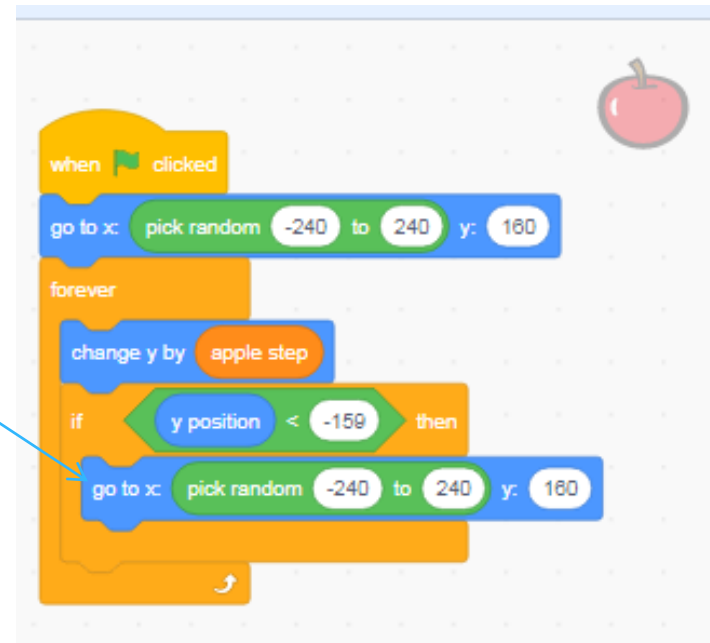 when clicked
go to x: pick random -240 to 240 y: 160
forever
change y by apple step
if y position < -159 then
go to x: pick random -240 to 240 y: 160